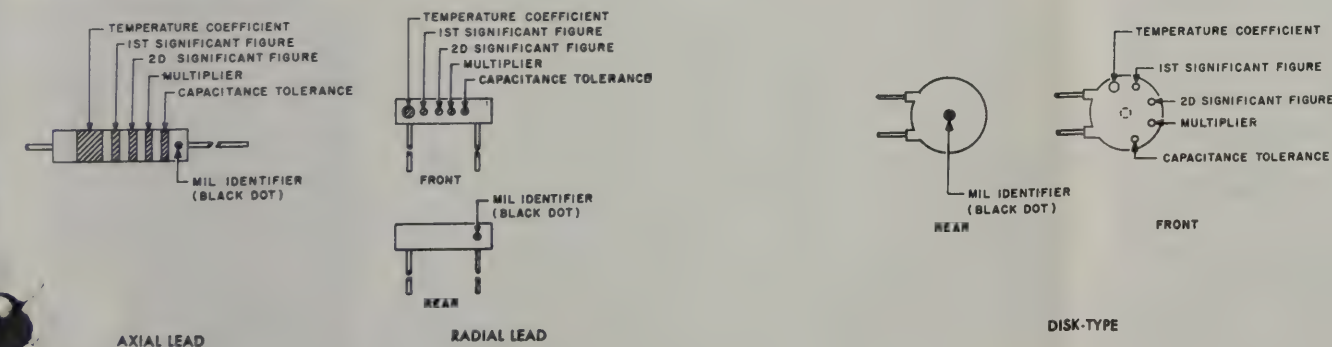 TEMPERATURE COEFFICIENT
1ST SIGNIFICANT FIGURE
2D SIGNIFICANT FIGURE
MULTIPLIER
CAPACITANCE TOLERANCE
MIL IDENTIFIER
(BLACK DOT)
AXIAL LEAD
TEMPERATURE COEFFICIENT
1ST SIGNIFICANT FIGURE
2D SIGNIFICANT FIGURE
MULTIPLIER
CAPACITANCE TOLERANCE
FRONT
MIL IDENTIFIER
(BLACK DOT)
REAR
RADIAL LEAD
MIL IDENTIFIER
(BLACK DOT)
REAR
TEMPERATURE COEFFICIENT
1ST SIGNIFICANT FIGURE
2D SIGNIFICANT FIGURE
MULTIPLIER
CAPACITANCE TOLERANCE
FRONT
DISK-TYPE